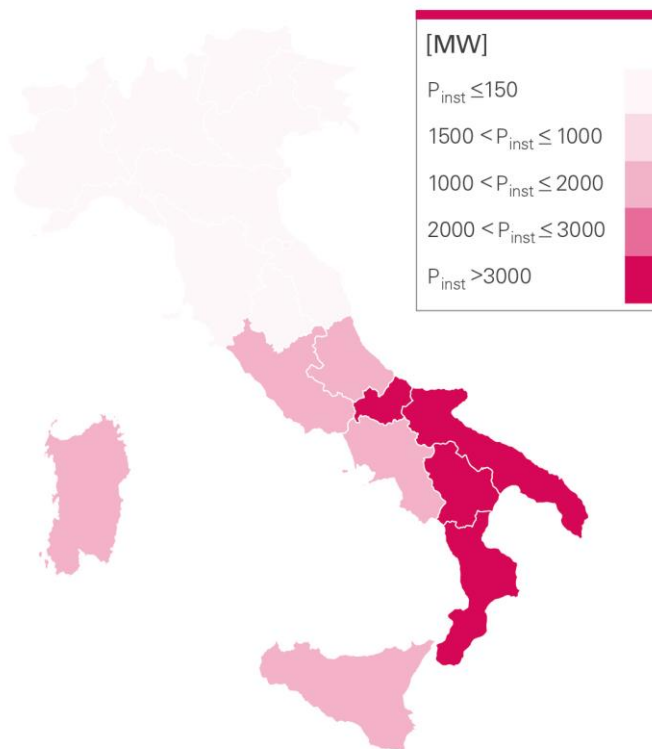 [MW]
P inst ≤150
1500 < P inst ≤ 1000
1000 < P inst ≤ 2000
2000 < P inst ≤ 3000
P inst >3000